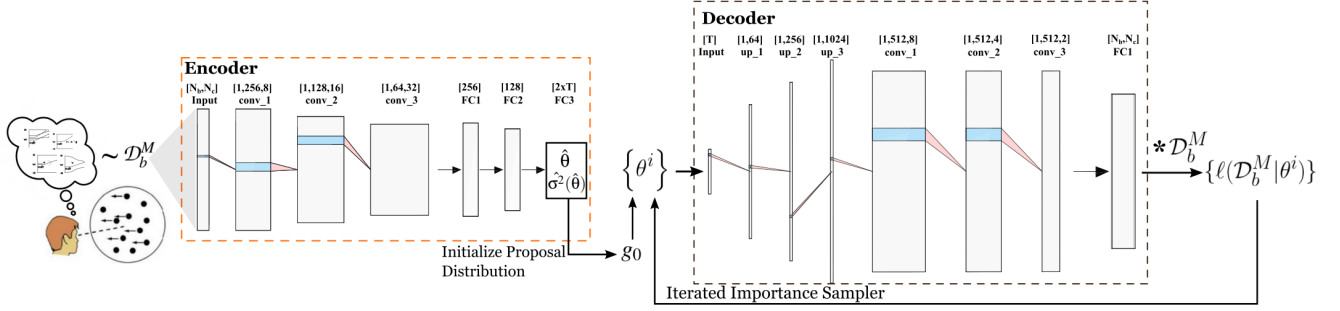 Encoder
[N_b,N_c] [1,256,8] [1,128,16] [1,64,32] [256] [128] [2xT]
Input conv_1 conv_2 conv_3 FC1 FC2 FC3
~ 𝒟_b^M
θ̂
σ̂²(θ̂)
Initialize Proposal
Distribution
g₀
{θ^i}
Decoder
[T] [1,64] [1,256] [1,1024] [1,512,8] [1,512,4] [1,512,2] [N_b,N_c]
Input up_1 up_2 up_3 conv_1 conv_2 conv_3 FC1
* 𝒟_b^M
{ℓ(𝒟_b^M|θ^i)}
Iterated Importance Sampler